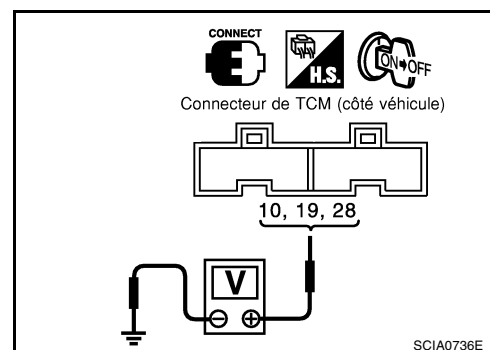 CONNECT
H.S.
ON➔OFF
Connecteur de TCM (côté véhicule)
10, 19, 28
V
⊖ ⊕
SCIA0736E